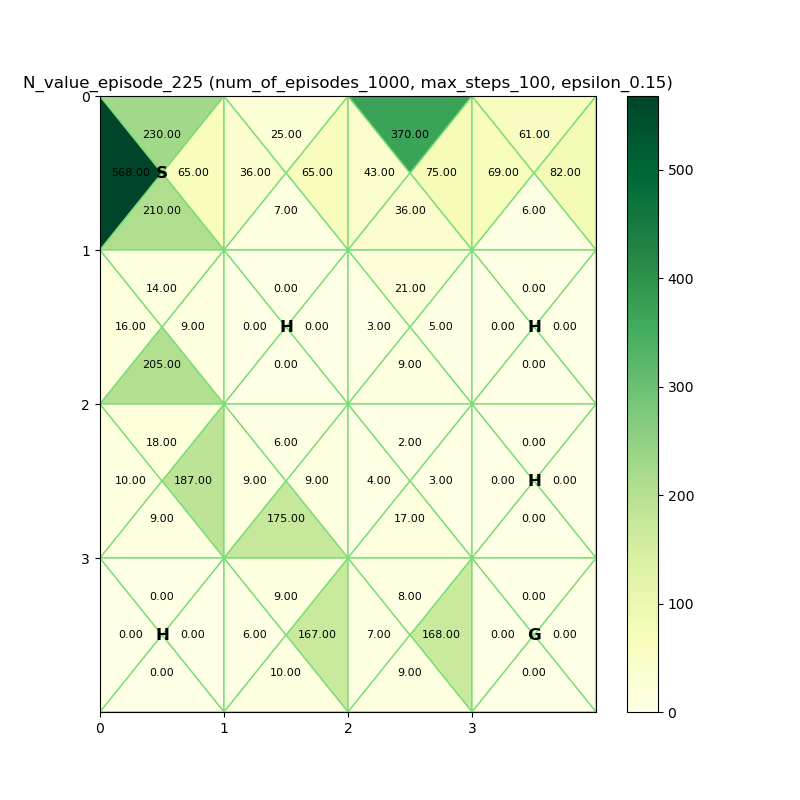 N_value_episode_225 (num_of_episodes_1000, max_steps_100, epsilon_0.15)
0
230.00 25.00 370.00 61.00
568.00 S 65.00 36.00 65.00 43.00 75.00 69.00 82.00
500
210.00 7.00 36.00 6.00
1
400
14.00 0.00 21.00 0.00
16.00 9.00 0.00 H 0.00 3.00 5.00 0.00 H 0.00
205.00 0.00 9.00 0.00
300
2
18.00 6.00 2.00 0.00
10.00 187.00 9.00 9.00 4.00 3.00 0.00 H 0.00
200
9.00 175.00 17.00 0.00
3
0.00 9.00 8.00 0.00
100
0.00 H 0.00 6.00 167.00 7.00 168.00 0.00 G 0.00
0.00 10.00 9.00 0.00
0
0 1 2 3